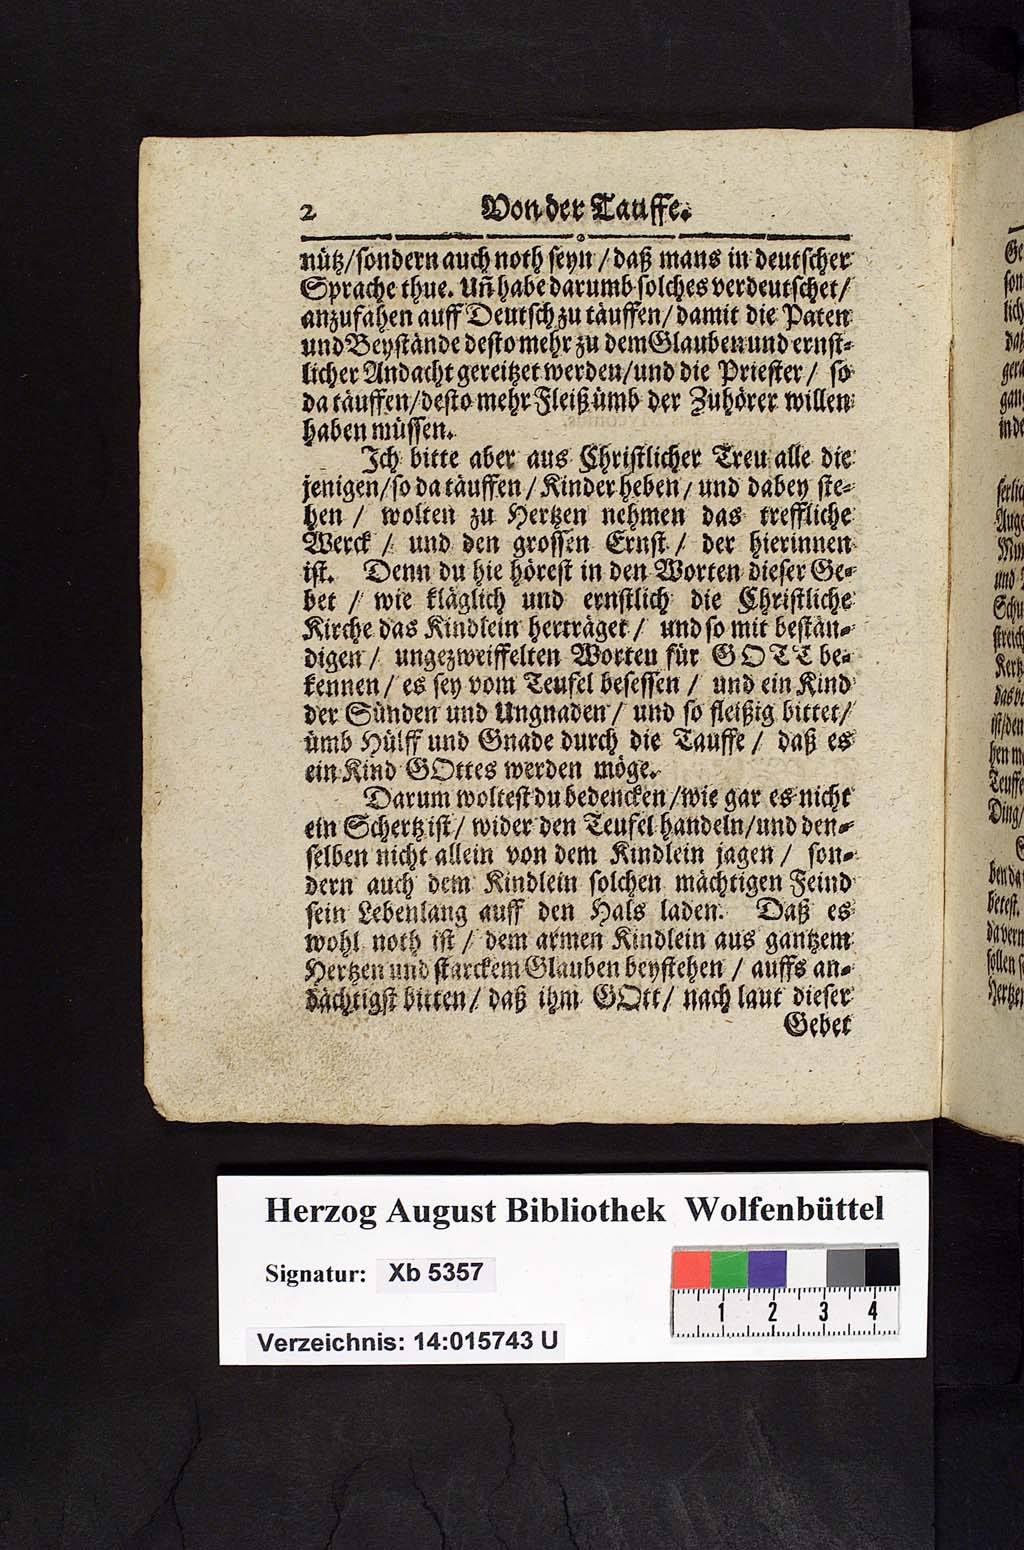 2 Von der Tauffe.
nütz/sondern auch noth seyn / daß mans in deutscher
Sprache thue. Uñ habe darumb solches verdeutschet/
anzufahen auff Deutsch zu täuffen/ damit die Paten
und Beystände desto mehr zu dem Glauben und ernst-
licher Andacht gereitzet werden/und die Priester / so
da täuffen/desto mehr Fleiß ümb der Zuhörer willen
haben müssen.
Ich bitte aber aus Christlicher Treu alle die
jenigen/so da täuffen / Kinder heben / und dabey ste-
hen / wolten zu Hertzen nehmen das treffliche
Werck / und den grossen Ernst / der hierinnen
ist. Denn du hie hörest in den Worten dieser Ge-
bet / wie kläglich und ernstlich die Christliche
Kirche das Kindlein herträget / und so mit bestän-
digen / ungezweiffelten Worten für GOTT be-
kennen / es sey vom Teufel besessen / und ein Kind
der Sünden und Ungnaden / und so fleißig bittet/
ümb Hülff und Gnade durch die Tauffe / daß es
ein Kind GOttes werden möge.
Darum woltest du bedencken /wie gar es nicht
ein Schertz ist / wider den Teufel handeln/und den-
selben nicht allein von dem Kindlein jagen / son-
dern auch dem Kindlein solchen mächtigen Feind
sein Lebenlang auff den Hals laden. Daß es
wohl noth ist / dem armen Kindlein aus gantzem
Hertzen und starckem Glauben beystehen / auffs an-
dächtigst bitten / daß ihm GOtt / nach laut dieser
Gebet
Herzog August Bibliothek Wolfenbüttel
Signatur: Xb 5357
1 2 3 4
Verzeichnis: 14:015743 U